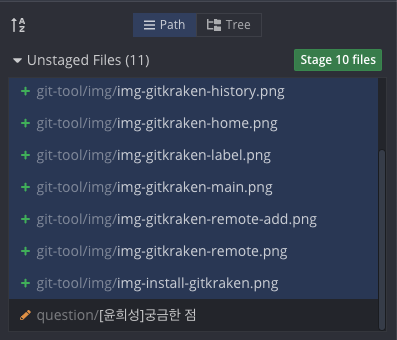 Path Tree
Unstaged Files (11) Stage 10 files
git-tool/img/img-gitkraken-history.png
git-tool/img/img-gitkraken-home.png
git-tool/img/img-gitkraken-label.png
git-tool/img/img-gitkraken-main.png
git-tool/img/img-gitkraken-remote-add.png
git-tool/img/img-gitkraken-remote.png
git-tool/img/img-install-gitkraken.png
question/[윤희성]궁금한 점